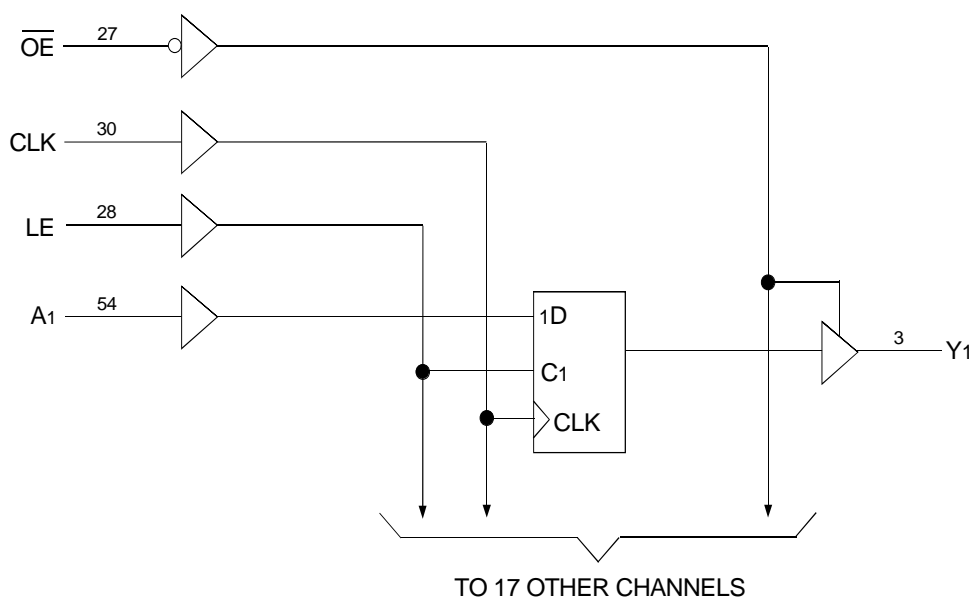 OE 27
CLK 30
LE 28
A1 54
1D
C1
CLK
3 Y1
TO 17 OTHER CHANNELS